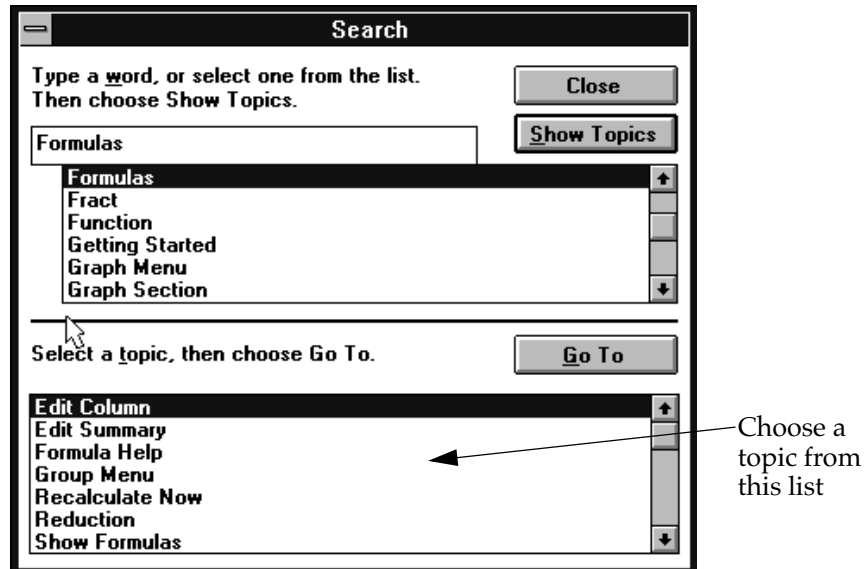 Search
Type a word, or select one from the list.
Then choose Show Topics.
Close
Show Topics
Formulas
Formulas
Fract
Function
Getting Started
Graph Menu
Graph Section
Select a topic, then choose Go To.
Go To
Edit Column
Edit Summary
Formula Help
Group Menu
Recalculate Now
Reduction
Show Formulas
Choose a
topic from
this list